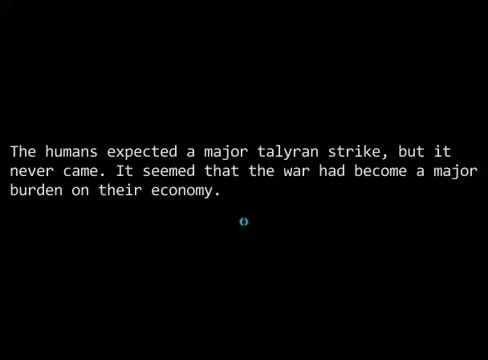 The humans expected a major talyran strike, but it
never came. It seemed that the war had become a major
burden on their economy.